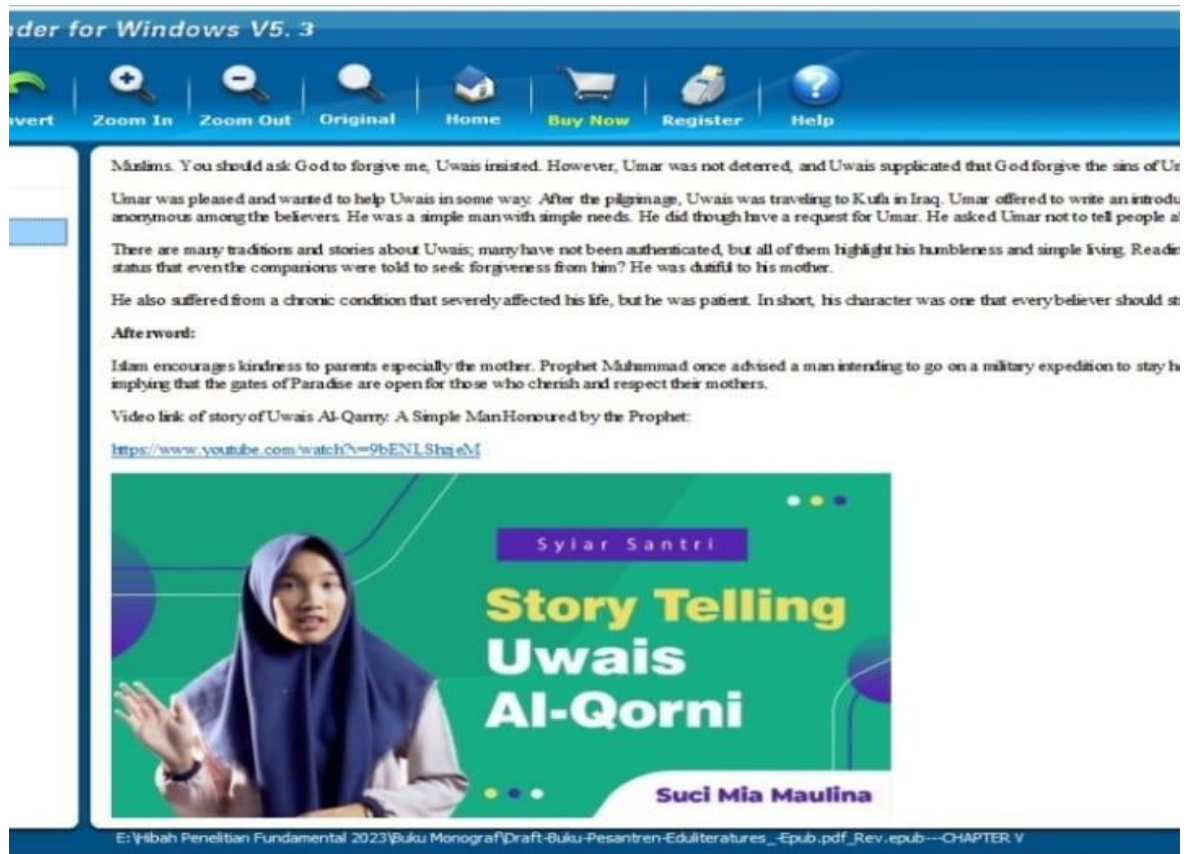 der for Windows V5.3
nvert Zoom In Zoom Out Original Home Buy Now Register Help
Muslims. You should ask God to forgive me, Uwais insisted. However, Umar was not deterred, and Uwais supplicated that God forgive the sins of Um
Umar was pleased and wanted to help Uwais in some way. After the pilgrimage, Uwais was traveling to Kufa in Iraq. Umar offered to write an introdu
anonymous among the believers. He was a simple man with simple needs. He did though have a request for Umar. He asked Umar not to tell people a
There are many traditions and stories about Uwais; many have not been authenticated, but all of them highlight his humbleness and simple living. Readin
status that even the companions were told to seek forgiveness from him? He was dutiful to his mother.
He also suffered from a chronic condition that severely affected his life, but he was patient. In short, his character was one that every believer should st
Afterword:
Islam encourages kindness to parents especially the mother. Prophet Muhammad once advised a man intending to go on a military expedition to stay h
implying that the gates of Paradise are open for those who cherish and respect their mothers.
Video link of story of Uwais Al-Qarny: A Simple Man Honoured by the Prophet:
Syiar Santri
Story Telling
Uwais
Al-Qorni
Suci Mia Maulina
E:\Hibah Penelitian Fundamental 2023\Buku Monograf\Draft-Buku-Pesantren-Eduliteratures_-Epub.pdf_Rev.epub---CHAPTER V